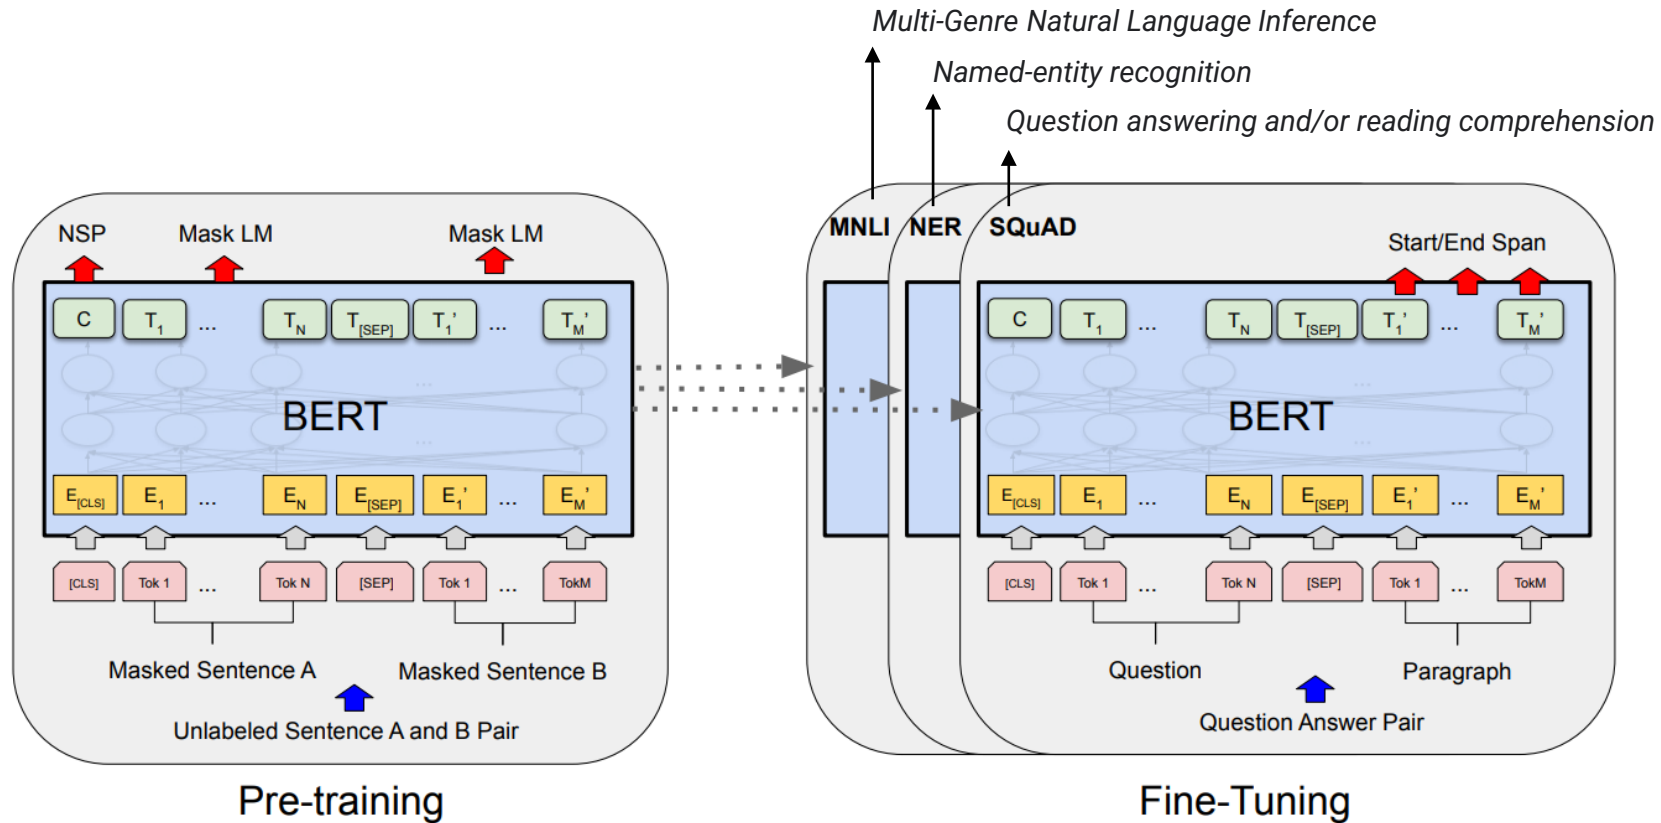 Multi-Genre Natural Language Inference
Named-entity recognition
Question answering and/or reading comprehension
NSP Mask LM Mask LM
C T1 ... TN T[SEP] T1’ ... TM’
...
BERT
...
E[CLS] E1 ... EN E[SEP] E1’ ... EM’
[CLS] Tok 1 ... Tok N [SEP] Tok 1 ... TokM
Masked Sentence A Masked Sentence B
Unlabeled Sentence A and B Pair
Pre-training
MNLI NER SQuAD
Start/End Span
C T1 ... TN T[SEP] T1’ ... TM’
...
BERT
...
E[CLS] E1 ... EN E[SEP] E1’ ... EM’
[CLS] Tok 1 ... Tok N [SEP] Tok 1 ... TokM
Question Paragraph
Question Answer Pair
Fine-Tuning